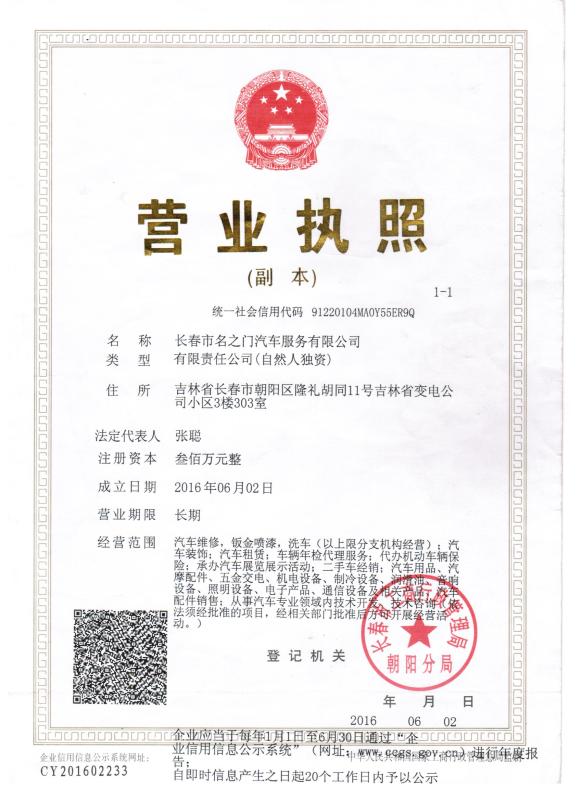 营业执照
(副 本)
1-1
统一社会信用代码 91220104MA0Y55ER9Q
名 称 长春市名之门汽车服务有限公司
类 型 有限责任公司(自然人独资)
住 所 吉林省长春市朝阳区隆礼胡同11号吉林省变电公
司小区3楼303室
法定代表人 张聪
注册资本 叁佰万元整
成立日期 2016年06月02日
营业期限 长期
经营范围 汽车维修，钣金喷漆，洗车（以上限分支机构经营）；汽
车装饰；汽车租赁；车辆年检代理服务；代办机动车辆保
险；承办汽车展览展示活动；二手车经销；汽车用品、汽
摩配件、五金交电、机电设备、制冷设备、润滑油、音响
设备、照明设备、电子产品、通信设备及相关产品、汽车
配件销售；从事汽车专业领域内技术开发、技术咨询（依
法须经批准的项目，经相关部门批准后方可开展经营活
动。）
登记机关
长春市工商行政管理局
朝阳分局
年 月 日
2016 06 02
企业应当于每年1月1日至6月30日通过“企
业信用信息公示系统”（网址：www.ccgs.gov.cn）进行年度报
告；
自即时信息产生之日起20个工作日内予以公示
企业信用信息公示系统网址：
中华人民共和国国家工商行政管理总局监制
CY201602233